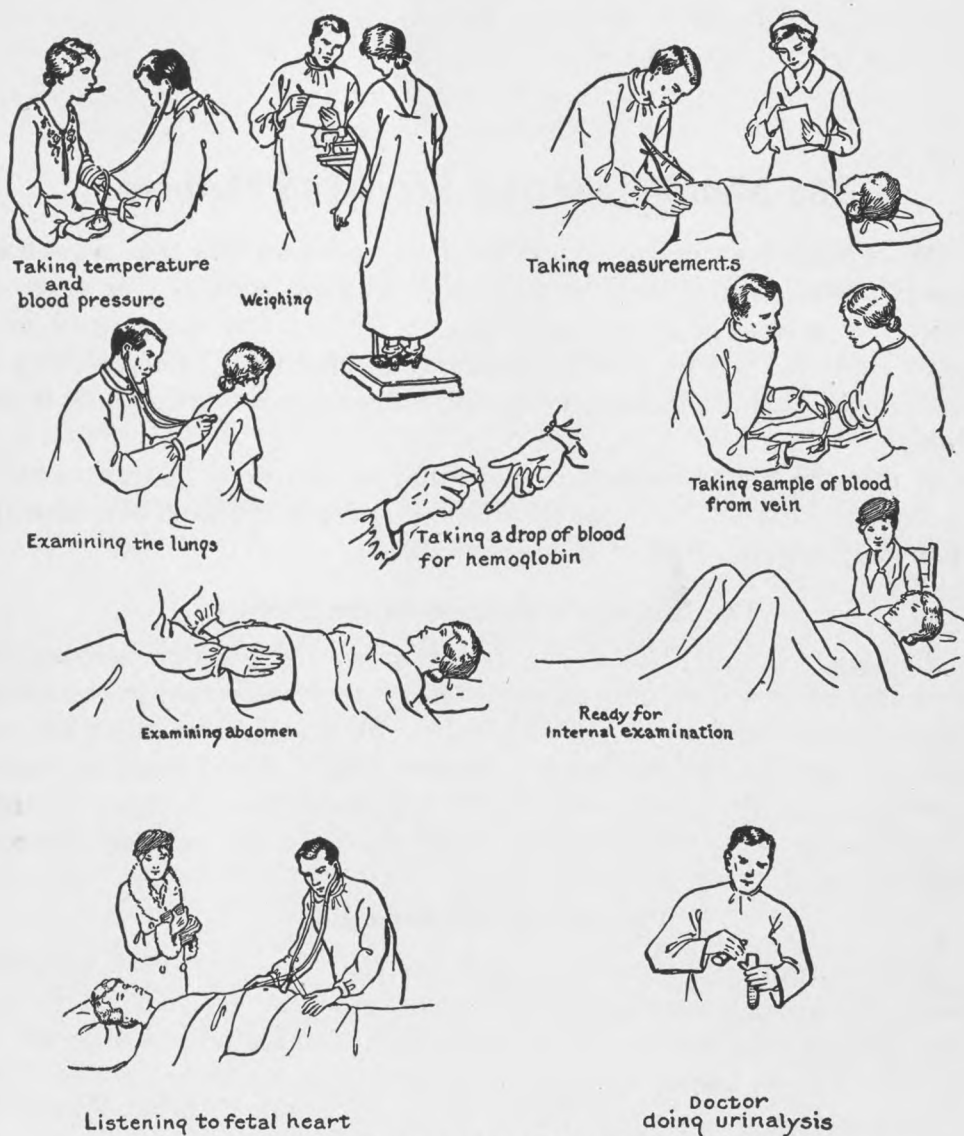 Taking temperature
and
blood pressure
Weighing
Taking measurements
Examining the lungs
Taking a drop of blood
for hemoglobin
Taking sample of blood
from vein
Examining abdomen
Ready for
internal examination
Listening to fetal heart
Doctor
doing urinalysis